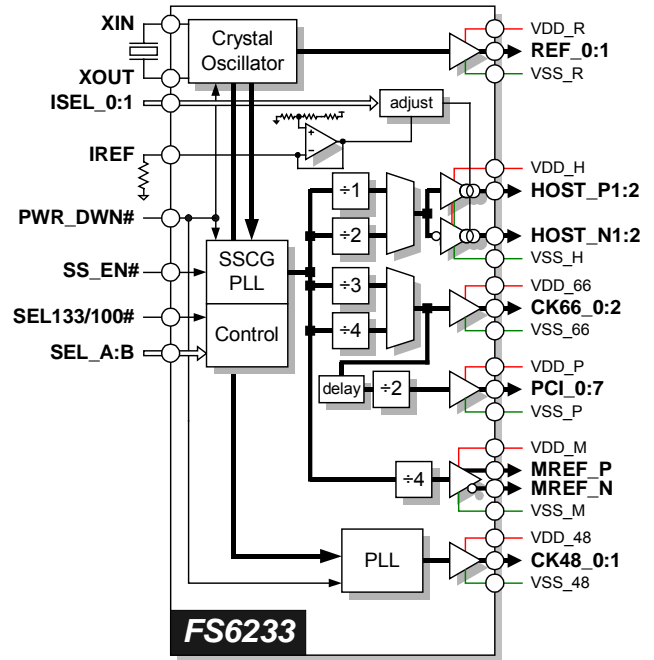 XIN
XOUT
ISEL_0:1
IREF
PWR_DWN#
SS_EN#
SEL133/100#
SEL_A:B
Crystal
Oscillator
adjust
+
−
÷1
÷2
SSCG
PLL
Control
÷3
÷4
delay
÷2
÷4
PLL
VDD_R
REF_0:1
VSS_R
VDD_H
HOST_P1:2
HOST_N1:2
VSS_H
VDD_66
CK66_0:2
VSS_66
VDD_P
PCI_0:7
VSS_P
VDD_M
MREF_P
MREF_N
VSS_M
VDD_48
CK48_0:1
VSS_48
FS6233